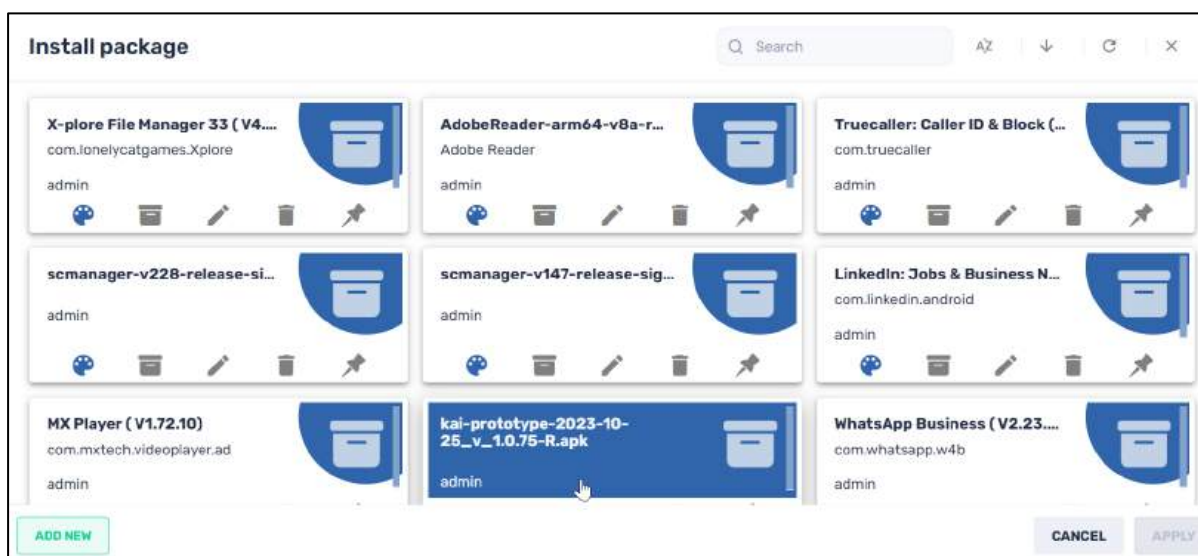 Install package
Search
AZ
X-plore File Manager 33 ( V4....
com.lonelycatgames.Xplore
admin
AdobeReader-arm64-v8a-r...
Adobe Reader
admin
Truecaller: Caller ID & Block (...
com.truecaller
admin
scmanager-v228-release-si...
admin
scmanager-v147-release-sig...
admin
LinkedIn: Jobs & Business N...
com.linkedin.android
admin
MX Player ( V1.72.10)
com.mxtech.videoplayer.ad
admin
kai-prototype-2023-10-
25_v_1.0.75-R.apk
admin
WhatsApp Business ( V2.23....
com.whatsapp.w4b
admin
ADD NEW
CANCEL
APPLY